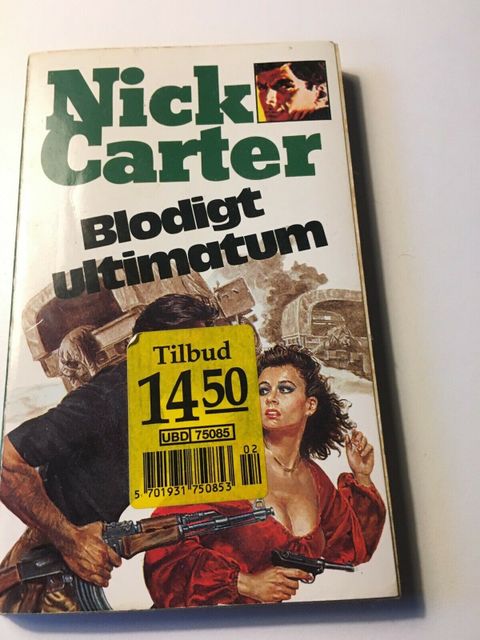 Nick
Carter
Blodigt
ultimatum
Tilbud
14 50
UBD 75085
02
5 701931 750853